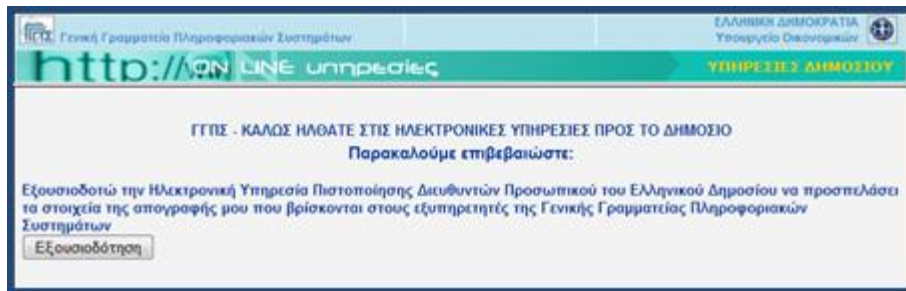 Γενική Γραμματεία Πληροφοριακών Συστημάτων
ΕΛΛΗΝΙΚΗ ΔΗΜΟΚΡΑΤΙΑ
Υπουργείο Οικονομικών
http://
ON LINE υπηρεσίες
ΥΠΗΡΕΣΙΕΣ ΔΗΜΟΣΙΟΥ
ΓΓΠΣ - ΚΑΛΩΣ ΗΛΘΑΤΕ ΣΤΙΣ ΗΛΕΚΤΡΟΝΙΚΕΣ ΥΠΗΡΕΣΙΕΣ ΠΡΟΣ ΤΟ ΔΗΜΟΣΙΟ
Παρακαλούμε επιβεβαιώστε:
Εξουσιοδοτώ την Ηλεκτρονική Υπηρεσία Πιστοποίησης Διευθυντών Προσωπικού του Ελληνικού Δημοσίου να προσπελάσει
τα στοιχεία της απογραφής μου που βρίσκονται στους εξυπηρετητές της Γενικής Γραμματείας Πληροφοριακών
Συστημάτων
Εξουσιοδότηση